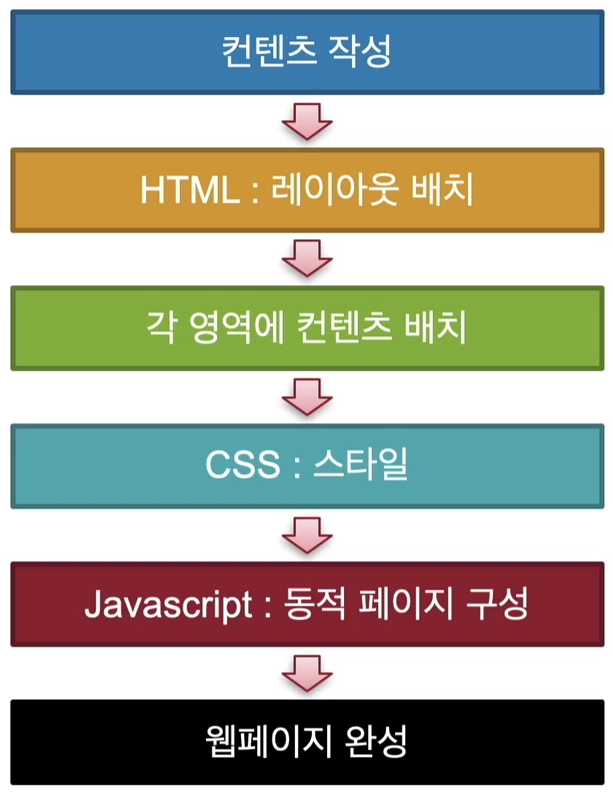 컨텐츠 작성
HTML : 레이아웃 배치
각 영역에 컨텐츠 배치
CSS : 스타일
Javascript : 동적 페이지 구성
웹페이지 완성